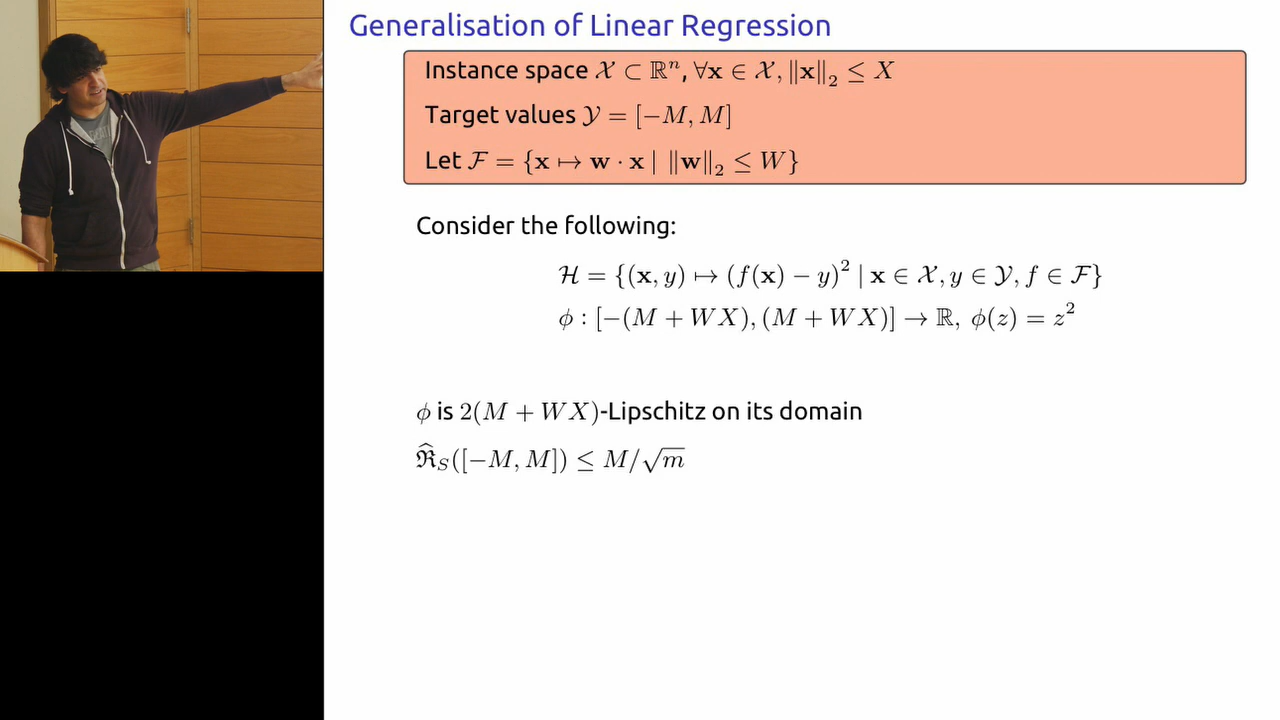 Generalisation of Linear Regression
Instance space 𝒳 ⊂ ℝⁿ, ∀𝐱 ∈ 𝒳, ‖𝐱‖₂ ≤ X
Target values 𝒴 = [−M, M]
Let ℱ = {𝐱 ↦ 𝐰 · 𝐱 | ‖𝐰‖₂ ≤ W}
Consider the following:
ℋ = {(𝐱, y) ↦ (f(𝐱) − y)² | 𝐱 ∈ 𝒳, y ∈ 𝒴, f ∈ ℱ}
ϕ : [−(M + WX), (M + WX)] → ℝ, ϕ(z) = z²
ϕ is 2(M + WX)-Lipschitz on its domain
ℜ̂_S([−M, M]) ≤ M/√m